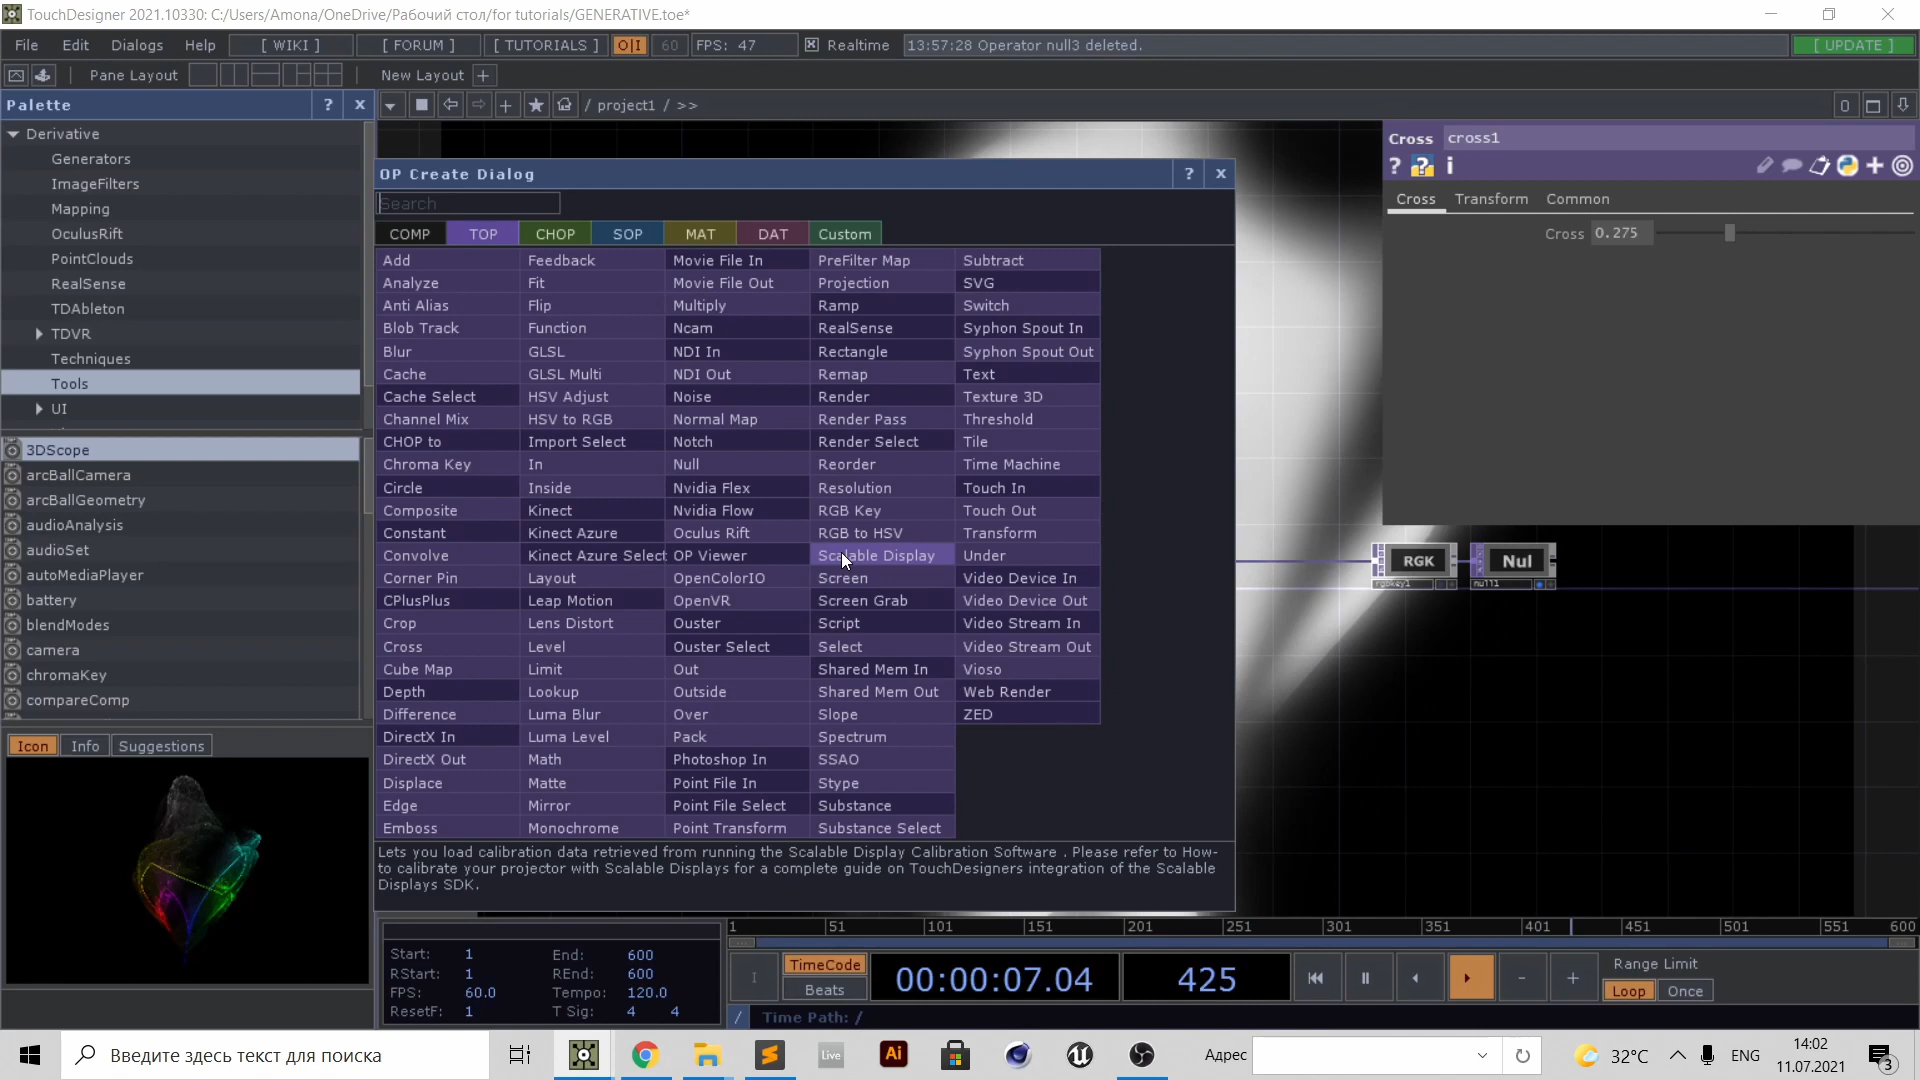 TouchDesigner 2021.10330: C:/Users/Amona/OneDrive/Рабочий стол/for tutorials/GENERATIVE.toe*
File Edit Dialogs Help [ WIKI ] [ FORUM ] [ TUTORIALS ] O|I 60 FPS: 47 Realtime 13:57:28 Operator null3 deleted. [ UPDATE ]
Pane Layout New Layout +
Palette ? x / project1 / >> 0
Derivative
Generators
ImageFilters
Mapping
OculusRift
PointClouds
RealSense
TDAbleton
TDVR
Techniques
Tools
UI
3DScope
arcBallCamera
arcBallGeometry
audioAnalysis
audioSet
autoMediaPlayer
battery
blendModes
camera
chromaKey
compareComp
Icon Info Suggestions
OP Create Dialog ? x
Search
COMP TOP CHOP SOP MAT DAT Custom
Add Feedback Movie File In PreFilter Map Subtract
Analyze Fit Movie File Out Projection SVG
Anti Alias Flip Multiply Ramp Switch
Blob Track Function Ncam RealSense Syphon Spout In
Blur GLSL NDI In Rectangle Syphon Spout Out
Cache GLSL Multi NDI Out Remap Text
Cache Select HSV Adjust Noise Render Texture 3D
Channel Mix HSV to RGB Normal Map Render Pass Threshold
CHOP to Import Select Notch Render Select Tile
Chroma Key In Null Reorder Time Machine
Circle Inside Nvidia Flex Resolution Touch In
Composite Kinect Nvidia Flow RGB Key Touch Out
Constant Kinect Azure Oculus Rift RGB to HSV Transform
Convolve Kinect Azure Select OP Viewer Scalable Display Under
Corner Pin Layout OpenColorIO Screen Video Device In
CPlusPlus Leap Motion OpenVR Screen Grab Video Device Out
Crop Lens Distort Ouster Script Video Stream In
Cross Level Ouster Select Select Video Stream Out
Cube Map Limit Out Shared Mem In Vioso
Depth Lookup Outside Shared Mem Out Web Render
Difference Luma Blur Over Slope ZED
DirectX In Luma Level Pack Spectrum
DirectX Out Math Photoshop In SSAO
Displace Matte Point File In Stype
Edge Mirror Point File Select Substance
Emboss Monochrome Point Transform Substance Select
Lets you load calibration data retrieved from running the Scalable Display Calibration Software . Please refer to How-
to calibrate your projector with Scalable Displays for a complete guide on TouchDesigners integration of the Scalable
Displays SDK.
Cross cross1
? ? i
Cross Transform Common
Cross 0.275
RGK Nul
rgbkey1 null1
Start: 1 End: 600
RStart: 1 REnd: 600
FPS: 60.0 Tempo: 120.0
ResetF: 1 T Sig: 4 4
1 51 101 151 201 251 301 351 401 451 501 551 600
TimeCode
Beats
00:00:07.04 425
- +
Range Limit
Loop Once
/ Time Path: /
Введите здесь текст для поиска
Live Ai
Адрес
32°C ENG
14:02
11.07.2021
3